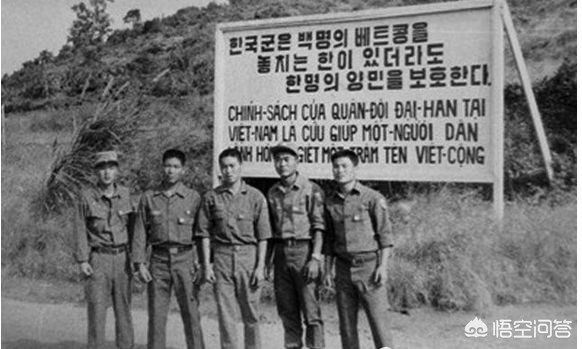 한국군은 백명의 베트콩을
놓치는 한이 있더라도
한명의 양민을 보호한다.
CHÍNH-SÁCH CỦA QUÂN-ĐỘI ĐẠI-HÀN TẠI
VIỆT-NAM LÀ CỨU GIÚP MỘT-NGƯỜI DÂN
GIẾT MỘT TRĂM TÊN VIỆT-CỘNG
悟空问答